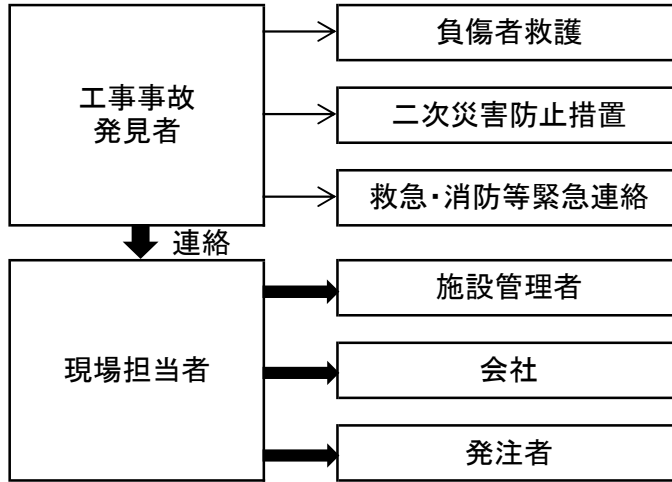 工事事故
発見者
負傷者救護
二次災害防止措置
救急・消防等緊急連絡
連絡
現場担当者
施設管理者
会社
発注者